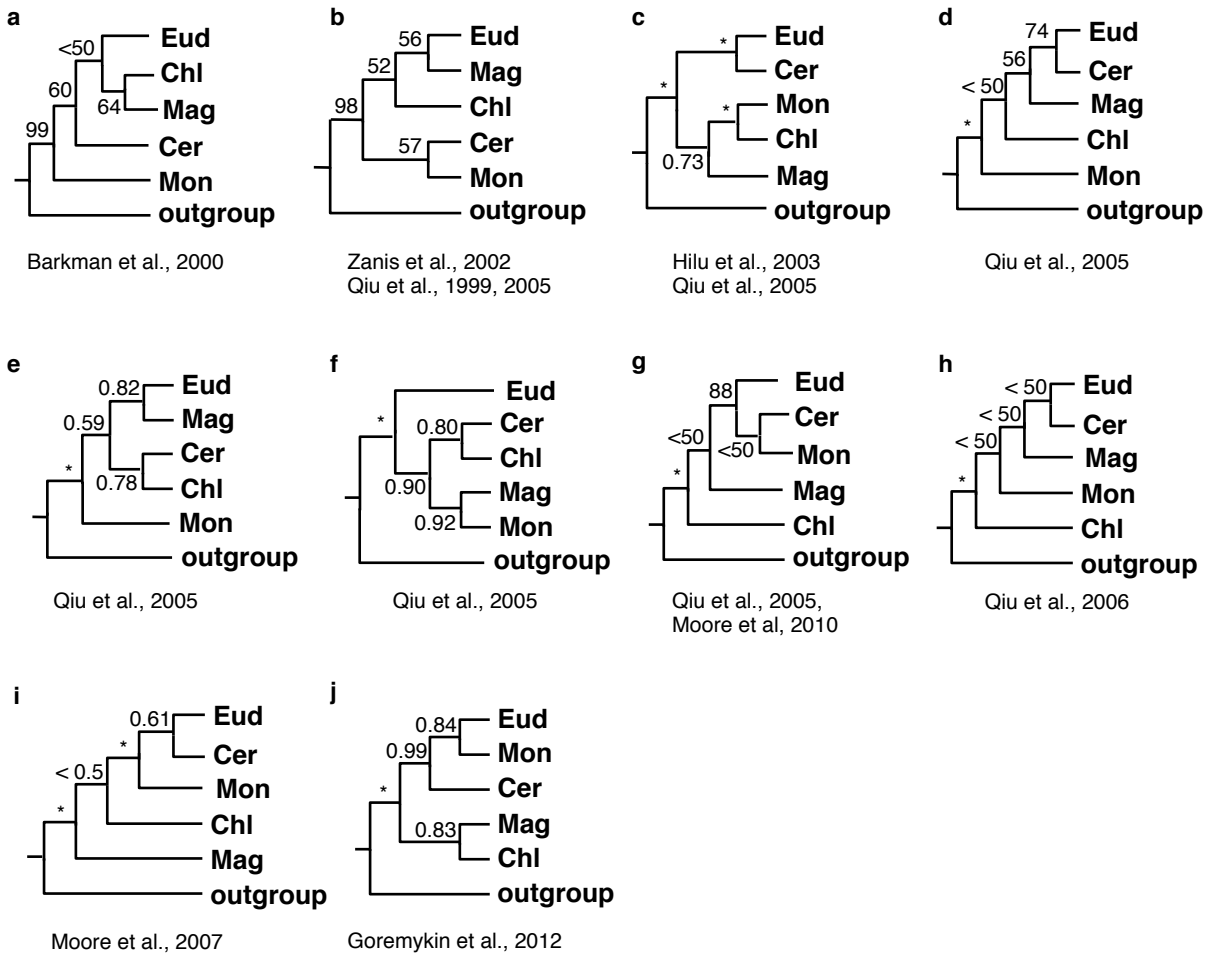 a
<50
Eud
Chl
60
64
Mag
99
Cer
Mon
outgroup
Barkman et al., 2000
b
56
Eud
52
Mag
98
Chl
57
Cer
Mon
outgroup
Zanis et al., 2002
Qiu et al., 1999, 2005
c
*
Eud
Cer
*
*
Mon
Chl
0.73
Mag
outgroup
Hilu et al., 2003
Qiu et al., 2005
d
74
Eud
56
Cer
< 50
Mag
*
Chl
Mon
outgroup
Qiu et al., 2005
e
0.82
Eud
0.59
Mag
*
Cer
0.78
Chl
Mon
outgroup
Qiu et al., 2005
f
Eud
*
0.80
Cer
Chl
0.90
Mag
0.92
Mon
outgroup
Qiu et al., 2005
g
88
Eud
Cer
<50
<50
Mon
*
Mag
Chl
outgroup
Qiu et al., 2005,
Moore et al, 2010
h
< 50
Eud
< 50
Cer
< 50
Mag
*
Mon
Chl
outgroup
Qiu et al., 2006
i
0.61
Eud
*
Cer
< 0.5
Mon
*
Chl
Mag
outgroup
Moore et al., 2007
j
0.84
Eud
0.99
Mon
*
Cer
0.83
Mag
Chl
outgroup
Goremykin et al., 2012